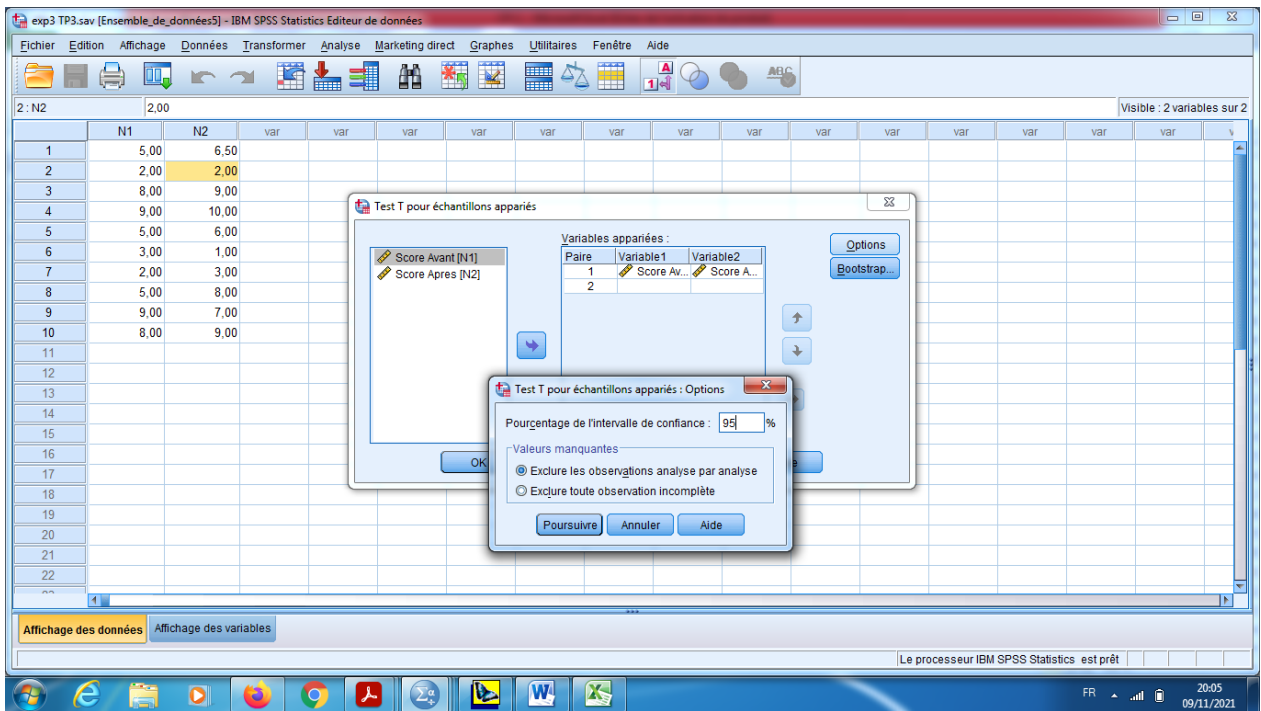 exp3 TP3.sav [Ensemble_de_données5] - IBM SPSS Statistics Editeur de données
Fichier Edition Affichage Données Transformer Analyse Marketing direct Graphes Utilitaires Fenêtre Aide
2 : N2 2,00 Visible : 2 variables sur 2
N1 N2 var var var var var var var var var var var var var var
1 5,00 6,50
2 2,00 2,00
3 8,00 9,00
4 9,00 10,00
5 5,00 6,00
6 3,00 1,00
7 2,00 3,00
8 5,00 8,00
9 9,00 7,00
10 8,00 9,00
11
12
13
14
15
16
17
18
19
20
21
22
Test T pour échantillons appariés
Score Avant [N1]
Score Apres [N2]
Variables appariées :
Paire Variable1 Variable2
1 Score Av... Score A...
2
Options
Bootstrap...
OK
Test T pour échantillons appariés : Options
Pourcentage de l'intervalle de confiance : 95 %
Valeurs manquantes
Exclure les observations analyse par analyse
Exclure toute observation incomplète
Poursuivre Annuler Aide
Affichage des données Affichage des variables
Le processeur IBM SPSS Statistics est prêt
FR 20:05
09/11/2021